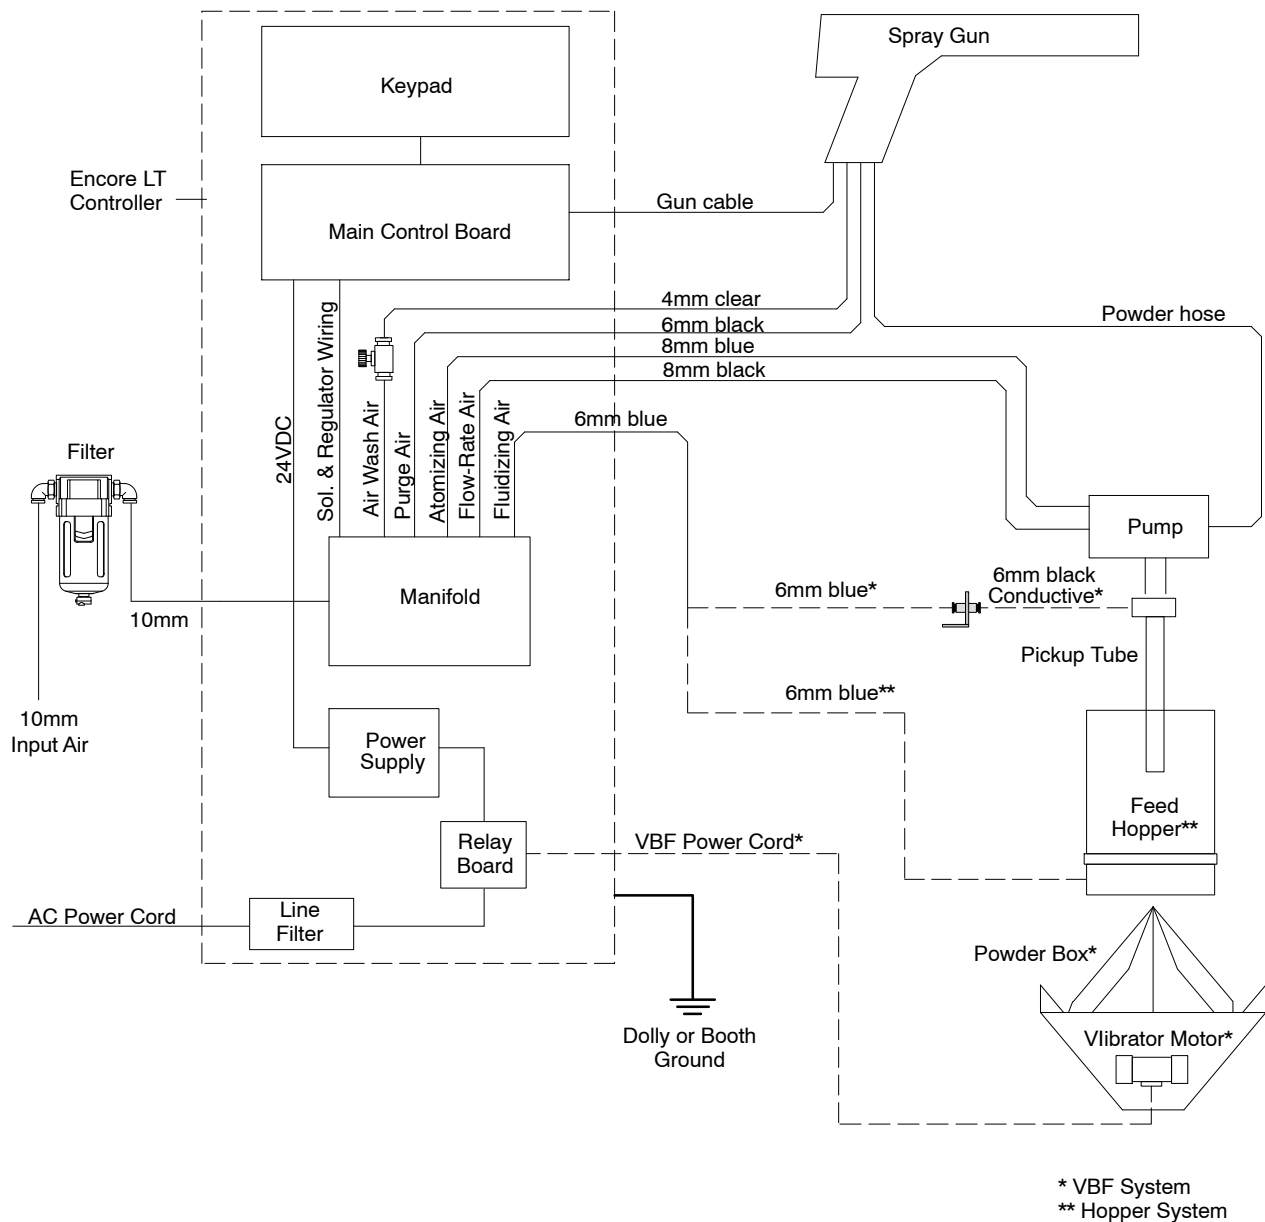 Spray Gun
Keypad
Encore LT
Controller
Gun cable
Main Control Board
4mm clear
Powder hose
6mm black
8mm blue
8mm black
6mm blue
24VDC
Sol. & Regulator Wiring
Air Wash Air
Purge Air
Atomizing Air
Flow-Rate Air
Fluidizing Air
Filter
Pump
10mm
Manifold
6mm blue*
6mm black
Conductive*
Pickup Tube
6mm blue**
10mm
Input Air
Power
Supply
Feed
Hopper**
Relay
Board
VBF Power Cord*
AC Power Cord
Line
Filter
Powder Box*
Dolly or Booth
Ground
Vlibrator Motor*
* VBF System
** Hopper System